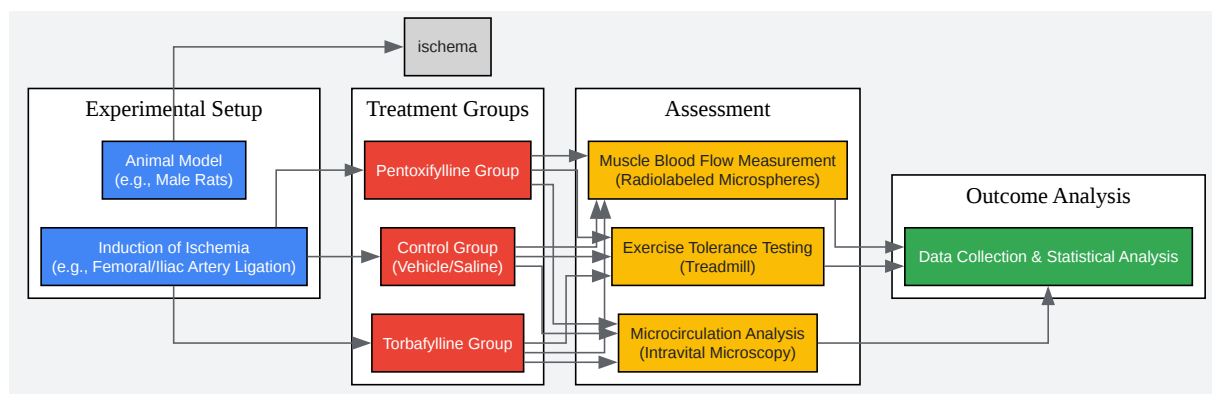 ischema
Experimental Setup
Animal Model
(e.g., Male Rats)
Induction of Ischemia
(e.g., Femoral/Iliac Artery Ligation)
Treatment Groups
Pentoxifylline Group
Control Group
(Vehicle/Saline)
Torbafylline Group
Assessment
Muscle Blood Flow Measurement
(Radiolabeled Microspheres)
Exercise Tolerance Testing
(Treadmill)
Microcirculation Analysis
(Intravital Microscopy)
Outcome Analysis
Data Collection & Statistical Analysis